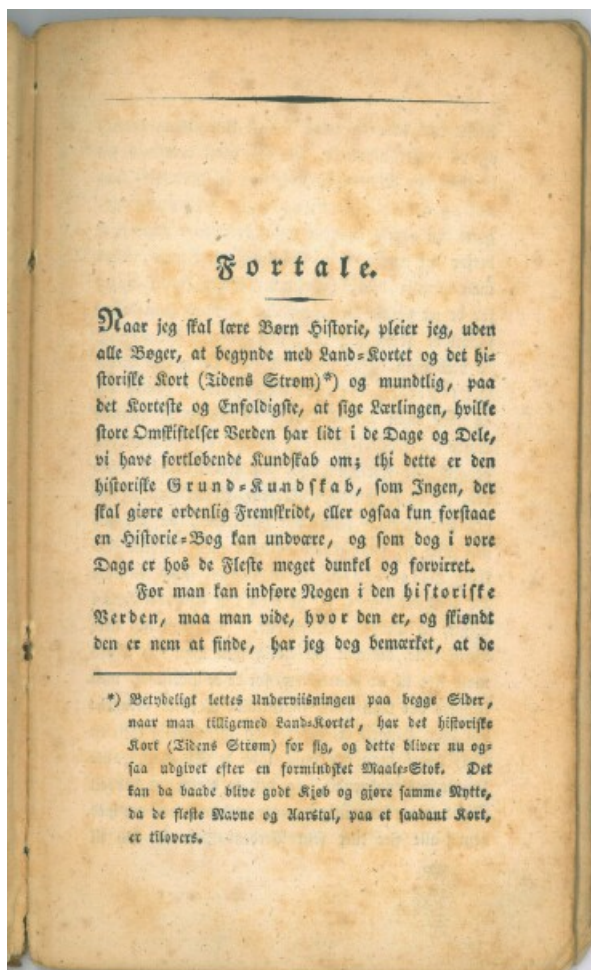 Fortale.
Naar jeg skal lære Børn Historie, pleier jeg, uden
alle Bøger, at begynde med Land=Kortet og det hi=
storiske Kort (Tidens Strøm)*) og mundtlig, paa
det Korteste og Enfoldigste, at sige Lærlingen, hvilke
store Omskiftelser Verden har lidt i de Dage og Dele,
vi have fortløbende Kundskab om; thi dette er den
historiske Grund=Kundskab, som Ingen, der
skal giøre ordenlig Fremskridt, eller ogsaa kun forstaae
en Historie=Bog kan undvære, og som dog i vore
Dage er hos de Fleste meget dunkel og forvirret.
Før man kan indføre Nogen i den historiske
Verden, maa man vide, hvor den er, og skiøndt
den er nem at finde, har jeg dog bemærket, at de
*) Betydeligt lettes Underviisningen paa begge Sider,
naar man tilligemed Land=Kortet, har det historiske
Kort (Tidens Strøm) for sig, og dette bliver nu og=
saa udgivet efter en formindsket Maale=Stok. Det
kan da baade blive godt Kjøb og gjøre samme Nytte,
da de fleste Navne og Aarstal, paa et saadant Kort,
er tilovers.